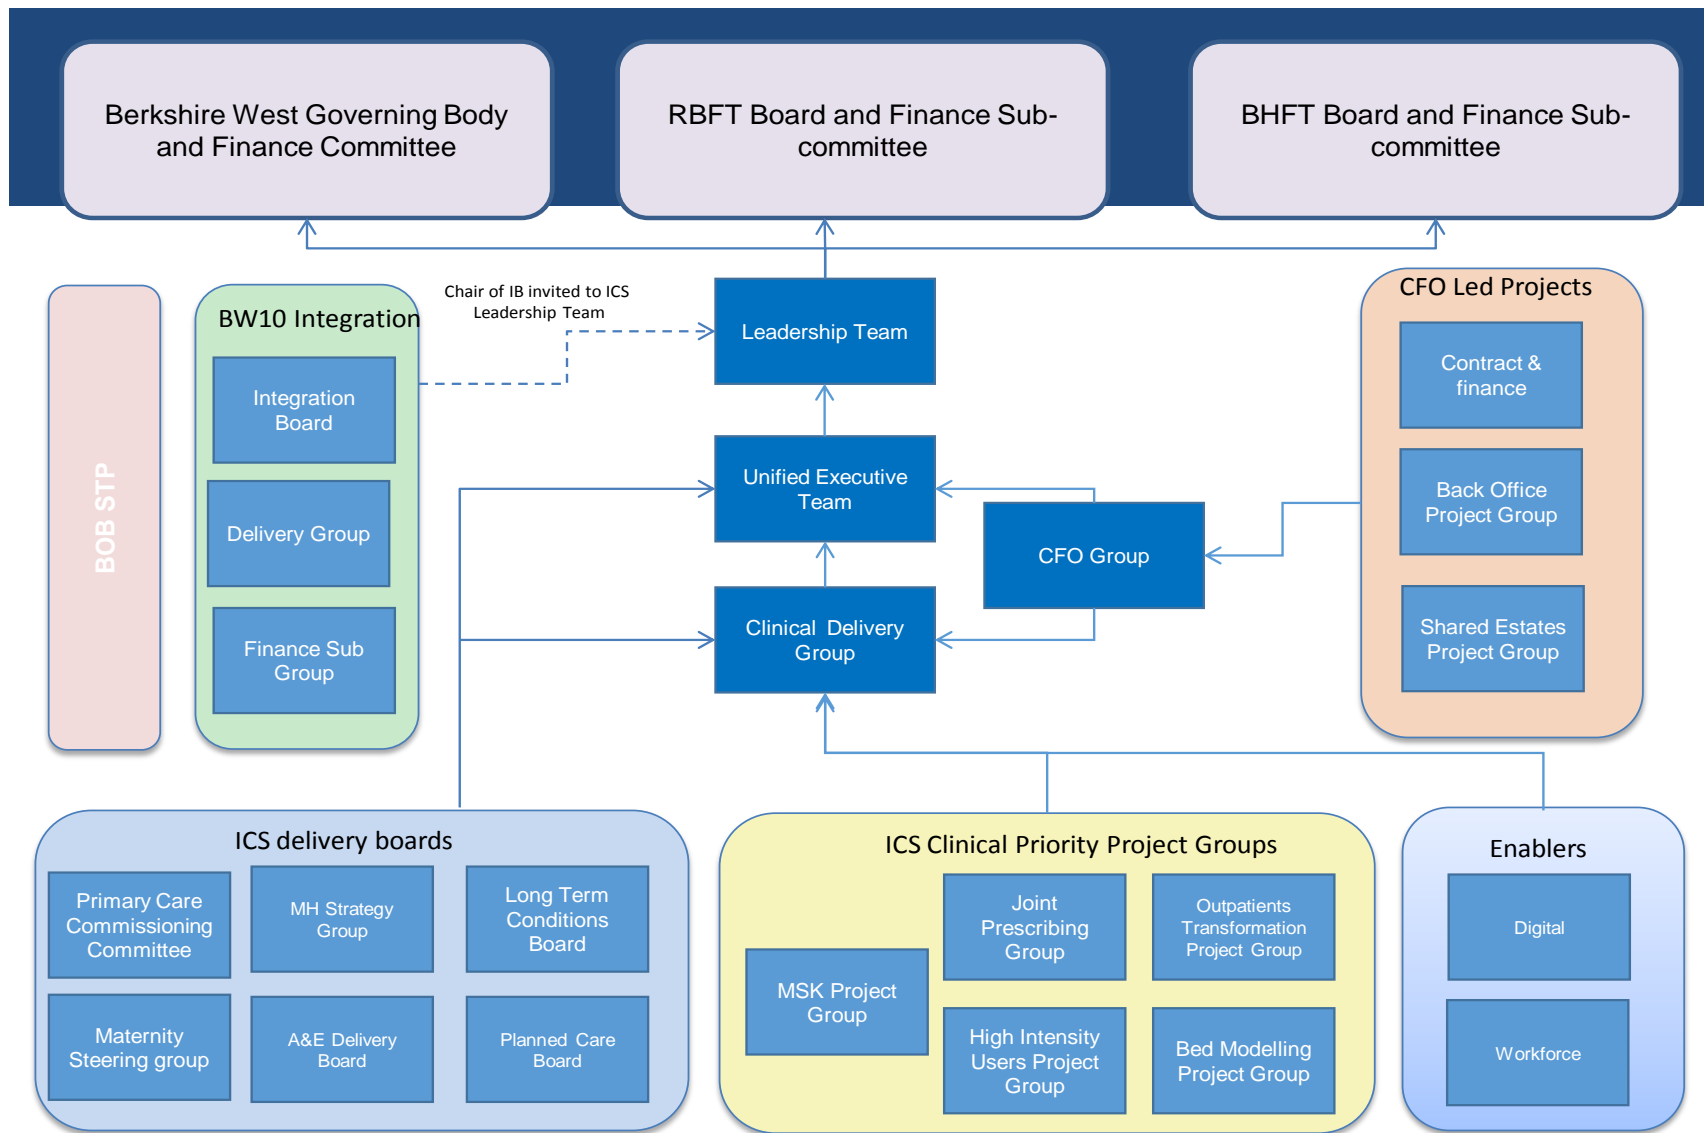 Berkshire West Governing Body
and Finance Committee
RBFT Board and Finance Sub-
committee
BHFT Board and Finance Sub-
committee
Chair of IB invited to ICS
Leadership Team
BOB STP
BW10 Integration
Integration
Board
Delivery Group
Finance Sub
Group
Leadership Team
Unified Executive
Team
Clinical Delivery
Group
CFO Group
CFO Led Projects
Contract &
finance
Back Office
Project Group
Shared Estates
Project Group
ICS delivery boards
Primary Care
Commissioning
Committee
MH Strategy
Group
Long Term
Conditions
Board
Maternity
Steering group
A&E Delivery
Board
Planned Care
Board
ICS Clinical Priority Project Groups
MSK Project
Group
Joint
Prescribing
Group
Outpatients
Transformation
Project Group
High Intensity
Users Project
Group
Bed Modelling
Project Group
Enablers
Digital
Workforce